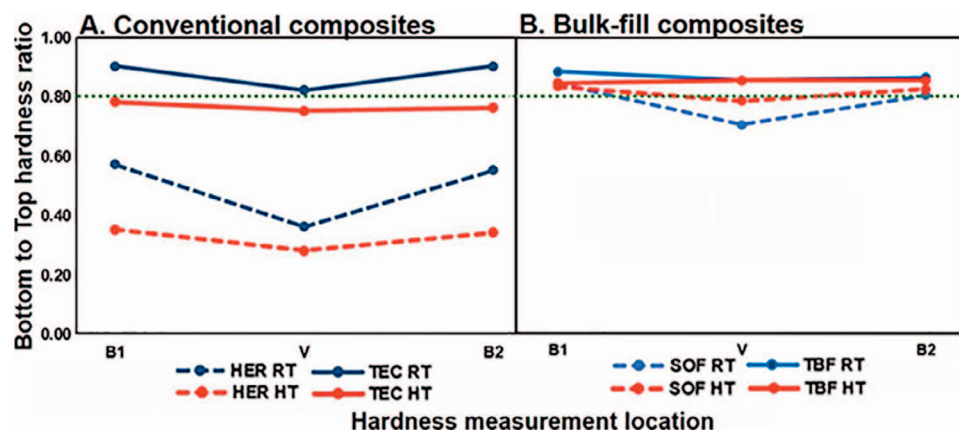 A. Conventional composites
B. Bulk-fill composites
Bottom to Top hardness ratio
1.00
0.80
0.60
0.40
0.20
0.00
B1 V B2
B1 V B2
HER RT TEC RT
HER HT TEC HT
SOF RT TBF RT
SOF HT TBF HT
Hardness measurement location